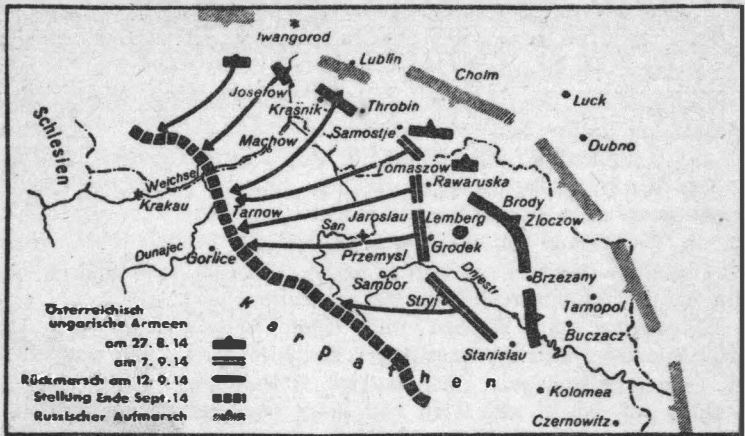 Iwangorod
Lublin
Cholm
Josefow
Luck
Kraśnik
Throbin
Machow
Samostje
Dubno
Schlesien
Tomaszow
Weichsel
Rawaruska
Krakau
Brody
Tarnow
Jaroslau
Lemberg
Zloczow
San
Dunajec
Przemysl
Grodek
Gorlice
Sambor
Dnjestr
Brzezany
Stryj
Tarnopol
Buczacz
Stanislau
Karpathen
Kolomea
Czernowitz
Österreichisch
ungarische Armeen
am 27.8.14
am 7.9.14
Rückmarsch am 12.9.14
Stellung Ende Sept.14
Russischer Aufmarsch